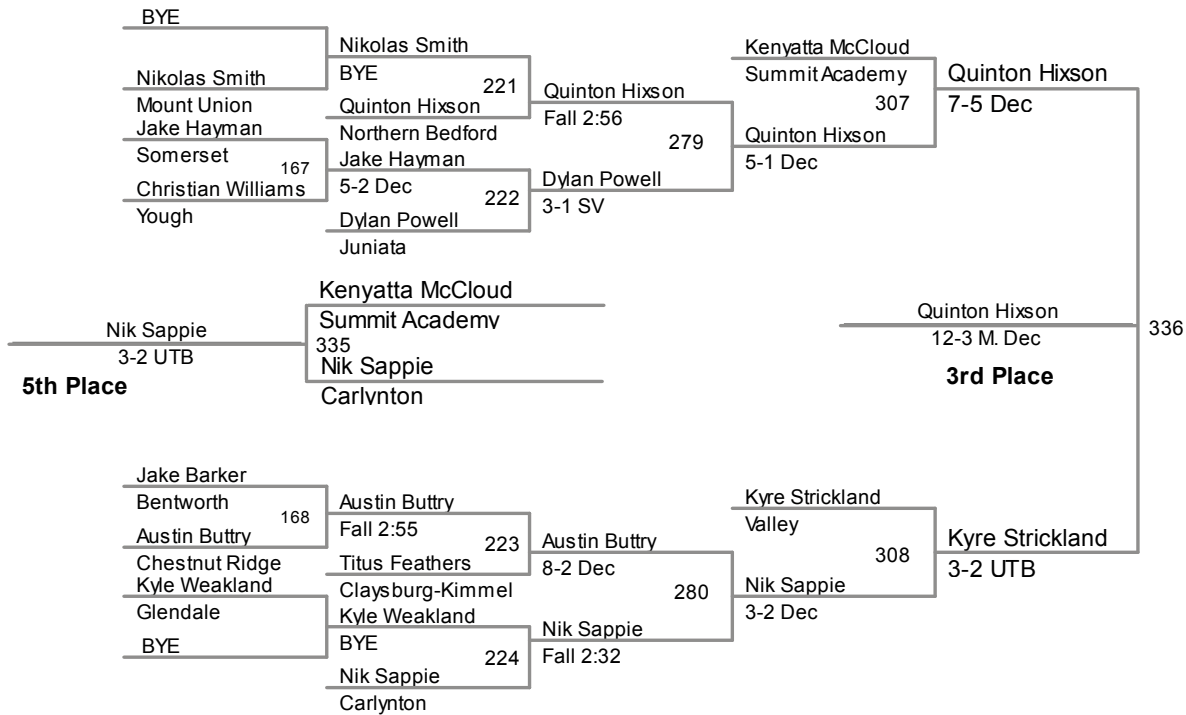 BYE
Nikolas Smith
Mount Union
Jake Hayman
Somerset
167
Christian Williams
Yough
Nikolas Smith
BYE
221
Quinton Hixson
Northern Bedford
Jake Hayman
5-2 Dec
222
Dylan Powell
Juniata
Quinton Hixson
Fall 2:56
279
Dylan Powell
3-1 SV
Kenyatta McCloud
Summit Academy
307
Quinton Hixson
5-1 Dec
Quinton Hixson
7-5 Dec
Kenyatta McCloud
Summit Academy
335
Nik Sappie
Carlynton
Nik Sappie
3-2 UTB
5th Place
Quinton Hixson
12-3 M. Dec
3rd Place
336
Jake Barker
Bentworth
168
Austin Buttry
Chestnut Ridge
Kyle Weakland
Glendale
BYE
Austin Buttry
Fall 2:55
223
Titus Feathers
Claysburg-Kimmel
Kyle Weakland
BYE
224
Nik Sappie
Carlynton
Austin Buttry
8-2 Dec
280
Nik Sappie
Fall 2:32
Kyre Strickland
Valley
308
Nik Sappie
3-2 Dec
Kyre Strickland
3-2 UTB